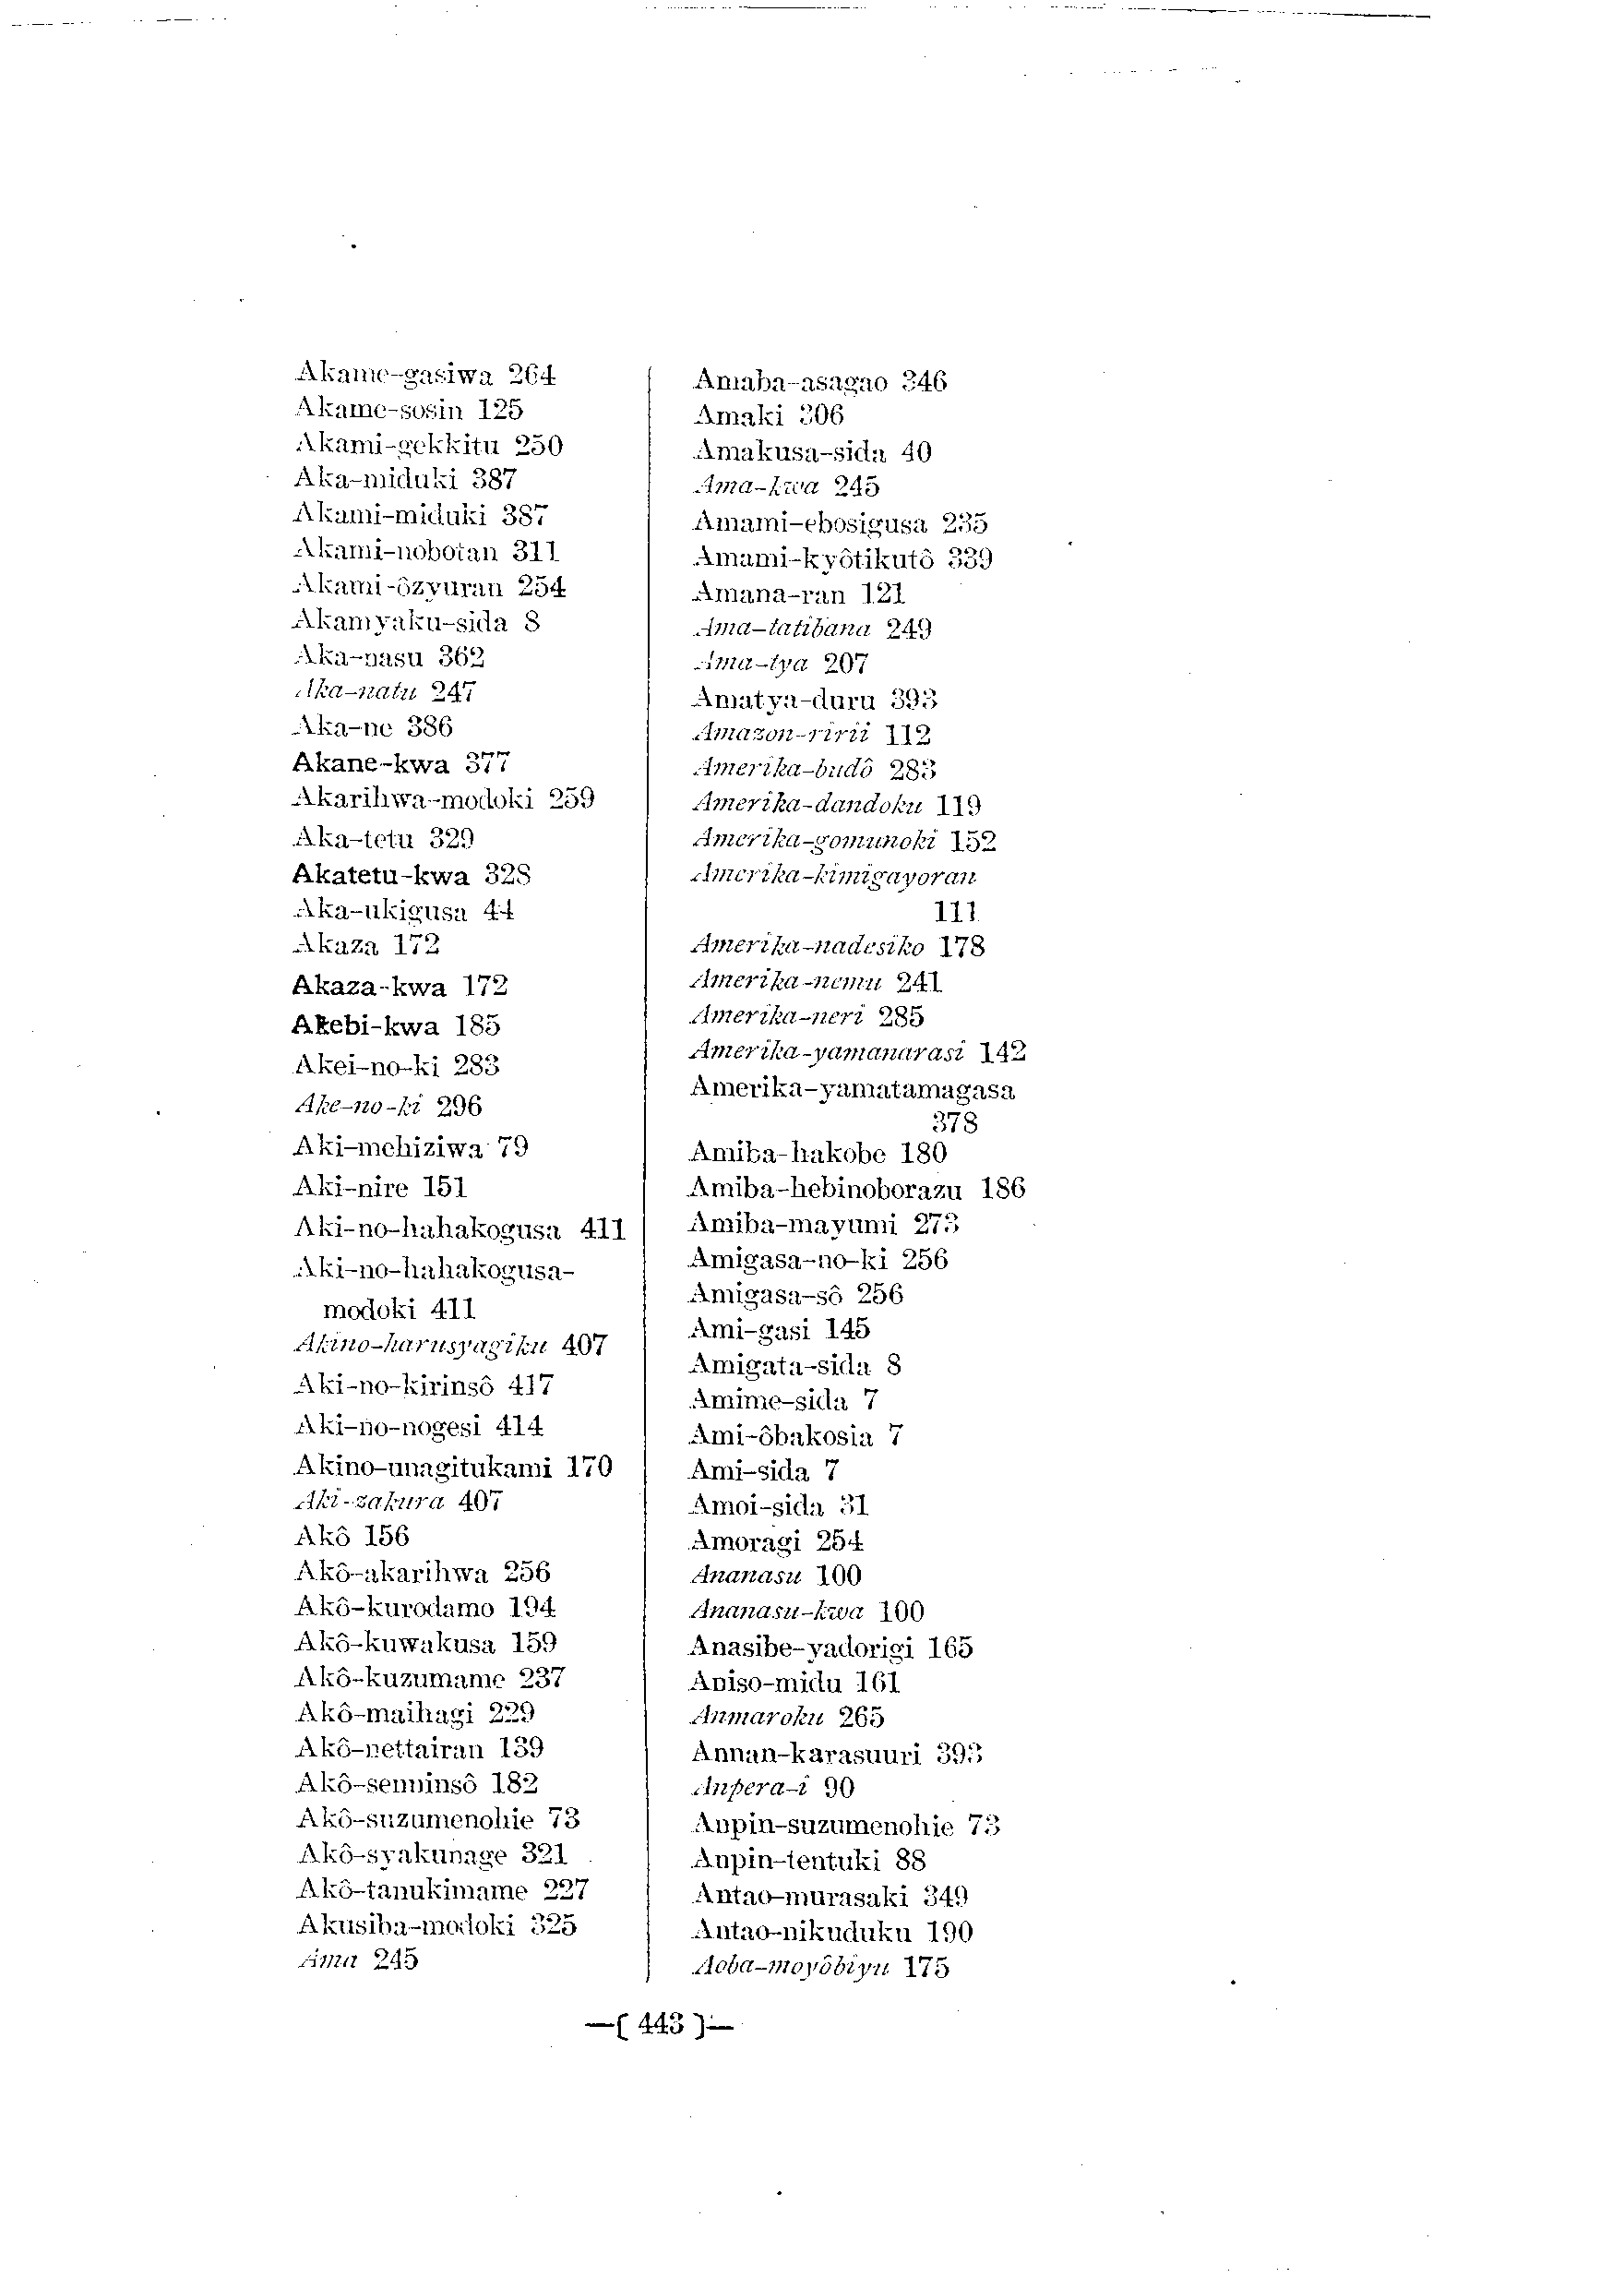 Akame-gasiwa 264
Akame-sosin 125
Akami-gekkitu 250
Aka-miduki 387
Akami-miduki 387
Akami-nobotan 311
Akami-ôzyuran 254
Akamyaku-sida 8
Aka-nasu 362
Aka-natu 247
Aka-ne 386
Akane-kwa 377
Akarihwa-modoki 259
Aka-tetu 329
Akatetu-kwa 328
Aka-ukigusa 44
Akaza 172
Akaza-kwa 172
Akebi-kwa 185
Akei-no-ki 283
Ake-no-ki 296
Aki-mehiziwa 79
Aki-nire 151
Aki-no-hahakogusa 411
Aki-no-hahakogusa-
modoki 411
Akino-harusyagiku 407
Aki-no-kirinsô 417
Aki-no-nogesi 414
Akino-unagitukami 170
Aki-zakura 407
Akô 156
Akô-akarihwa 256
Akô-kurodamo 194
Akô-kuwakusa 159
Akô-kuzumame 237
Akô-maihagi 229
Akô-nettairan 139
Akô-senninsô 182
Akô-suzumenohie 73
Akô-syakunage 321
Akô-tanukimame 227
Akusiba-modoki 325
Ama 245
Amaba-asagao 346
Amaki 306
Amakusa-sida 40
Ama-kwa 245
Amami-ebosigusa 235
Amami-kyôtikutô 339
Amana-ran 121
Ama-tatibana 249
Ama-tya 207
Amatya-duru 393
Amazon-ririi 112
Amerika-budô 283
Amerika-dandoku 119
Amerika-gomunoki 152
Amerika-kimigayoran
111
Amerika-nadesiko 178
Amerika-nemu 241
Amerika-neri 285
Amerika-yamanarasi 142
Amerika-yamatamagasa
378
Amiba-hakobe 180
Amiba-hebinoborazu 186
Amiba-mayumi 273
Amigasa-no-ki 256
Amigasa-sô 256
Ami-gasi 145
Amigata-sida 8
Amime-sida 7
Ami-ôbakosia 7
Ami-sida 7
Amoi-sida 31
Amoragi 254
Ananasu 100
Ananasu-kwa 100
Anasibe-yadorigi 165
Aniso-midu 161
Anmaroku 265
Annan-karasuuri 393
Anpera-i 90
Anpin-suzumenohie 73
Anpin-tentuki 88
Antao-murasaki 349
Antao-nikuduku 190
Aoba-moyôbiyu 175
—( 443 )—